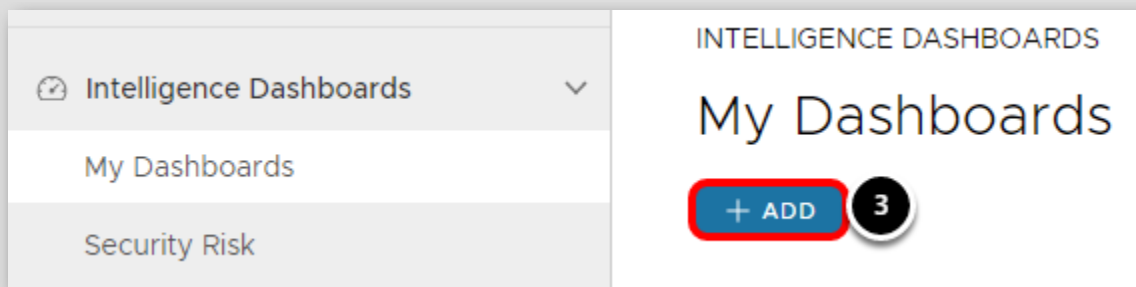 Intelligence Dashboards
My Dashboards
Security Risk
INTELLIGENCE DASHBOARDS
My Dashboards
+ ADD
3